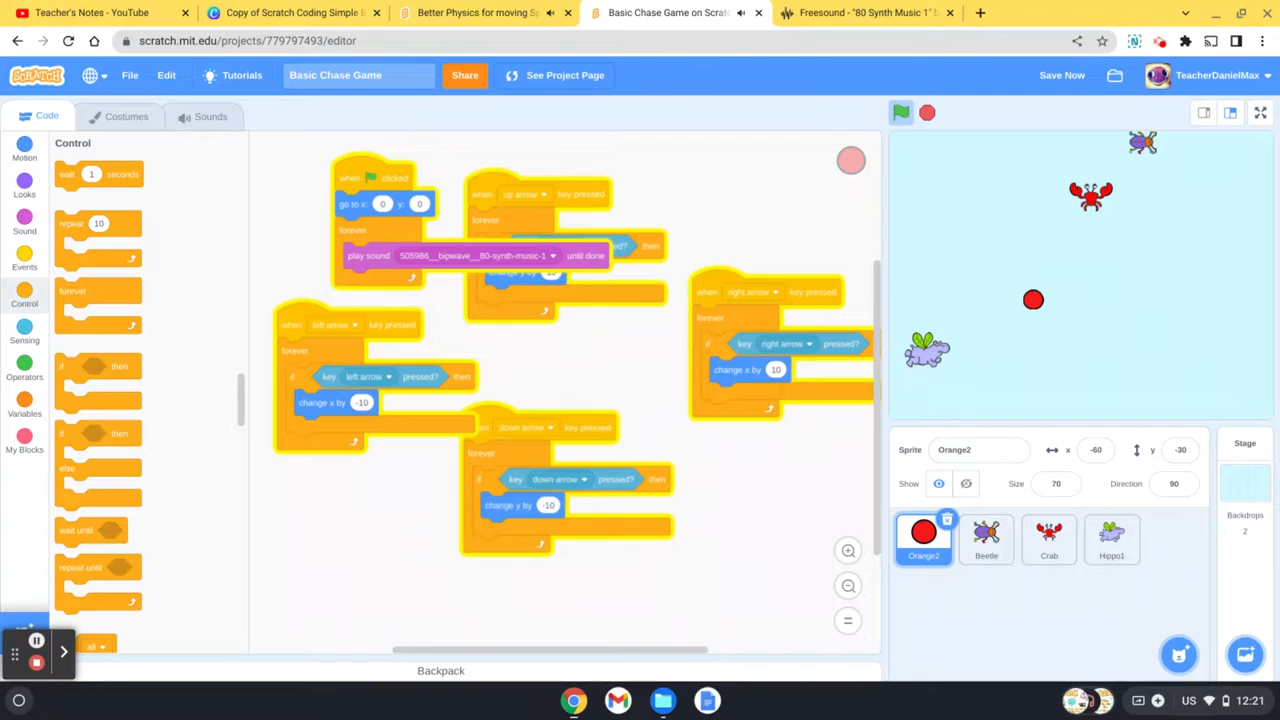 Teacher's Notes - YouTube
Copy of Scratch Coding Simple B
Better Physics for moving Sp
Basic Chase Game on Scratc
Freesound - "80 Synth Music 1" b
scratch.mit.edu/projects/779797493/editor
SCRATCH File Edit Tutorials Basic Chase Game Share See Project Page Save Now TeacherDanielMax
Code Costumes Sounds
Motion
Looks
Sound
Events
Control
Sensing
Operators
Variables
My Blocks
Control
wait 1 seconds
repeat 10
forever
if then
if then
else
wait until
repeat until
all
when clicked
go to x: 0 y: 0
forever
play sound 505986__bipwave__80-synth-music-1 until done
when up arrow key pressed
forever
pressed? then
change y by 10
when left arrow key pressed
forever
if key left arrow pressed? then
change x by -10
when right arrow key pressed
forever
if key right arrow pressed?
change x by 10
down arrow key pressed
forever
if key down arrow pressed? then
change y by -10
Backpack
Sprite Orange2 x -60 y -30
Show Size 70 Direction 90
Orange2 Beetle Crab Hippo1
Stage
Backdrops
2
US 12:21